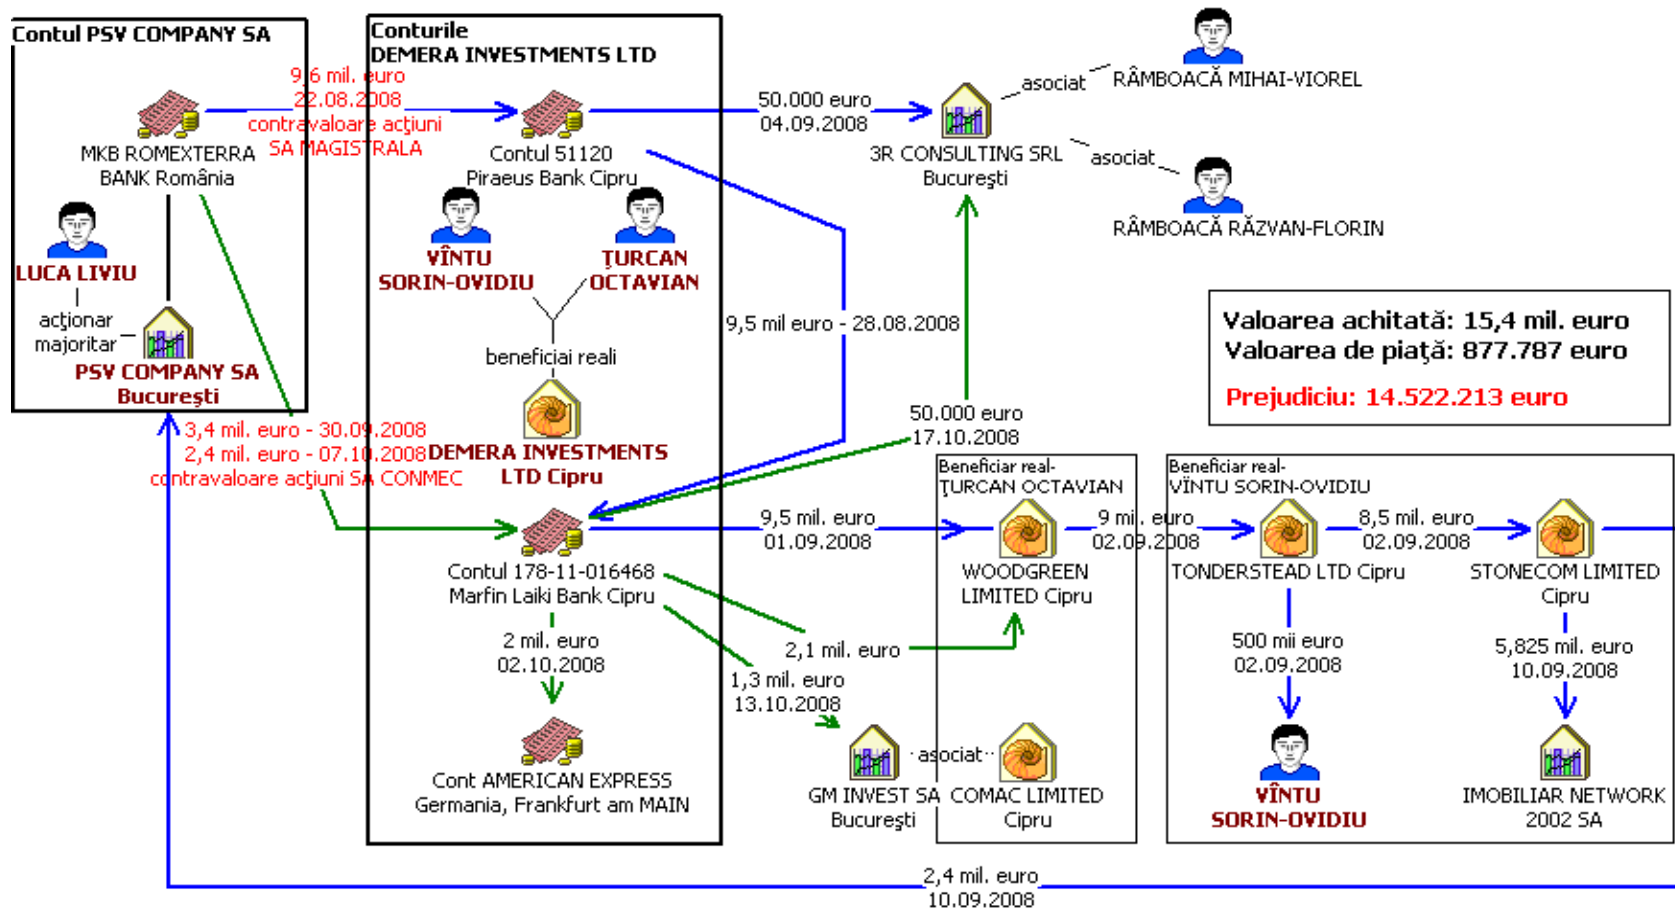 Contul PSV COMPANY SA
9,6 mil. euro
22.08.2008
contravaloare acţiuni
SA MAGISTRALA
MKB ROMEXTERRA
BANK România
LUCA LIVIU
acţionar
majoritar
PSV COMPANY SA
Bucureşti
Conturile
DEMERA INVESTMENTS LTD
Contul 51120
Piraeus Bank Cipru
VÎNTU
SORIN-OVIDIU
ŢURCAN
OCTAVIAN
beneficiai reali
DEMERA INVESTMENTS
LTD Cipru
3,4 mil. euro - 30.09.2008
2,4 mil. euro - 07.10.2008
contravaloare acţiuni SA CONMEC
Contul 178-11-016468
Marfin Laiki Bank Cipru
2 mil. euro
02.10.2008
Cont AMERICAN EXPRESS
Germania, Frankfurt am MAIN
50.000 euro
04.09.2008
3R CONSULTING SRL
Bucureşti
asociat
RÂMBOACĂ MIHAI-VIOREL
asociat
RÂMBOACĂ RĂZVAN-FLORIN
9,5 mil euro - 28.08.2008
50.000 euro
17.10.2008
Valoarea achitată: 15,4 mil. euro
Valoarea de piaţă: 877.787 euro
Prejudiciu: 14.522.213 euro
9,5 mil. euro
01.09.2008
Beneficiar real-
ŢURCAN OCTAVIAN
WOODGREEN
LIMITED Cipru
2,1 mil. euro
1,3 mil. euro
13.10.2008
GM INVEST SA
Bucureşti
asociat
COMAC LIMITED
Cipru
9 mil. euro
02.09.2008
Beneficiar real-
VÏNTU SORIN-OVIDIU
TONDERSTEAD LTD Cipru
8,5 mil. euro
02.09.2008
STONECOM LIMITED
Cipru
500 mii euro
02.09.2008
VÎNTU
SORIN-OVIDIU
5,825 mil. euro
10.09.2008
IMOBILIAR NETWORK
2002 SA
2,4 mil. euro
10.09.2008